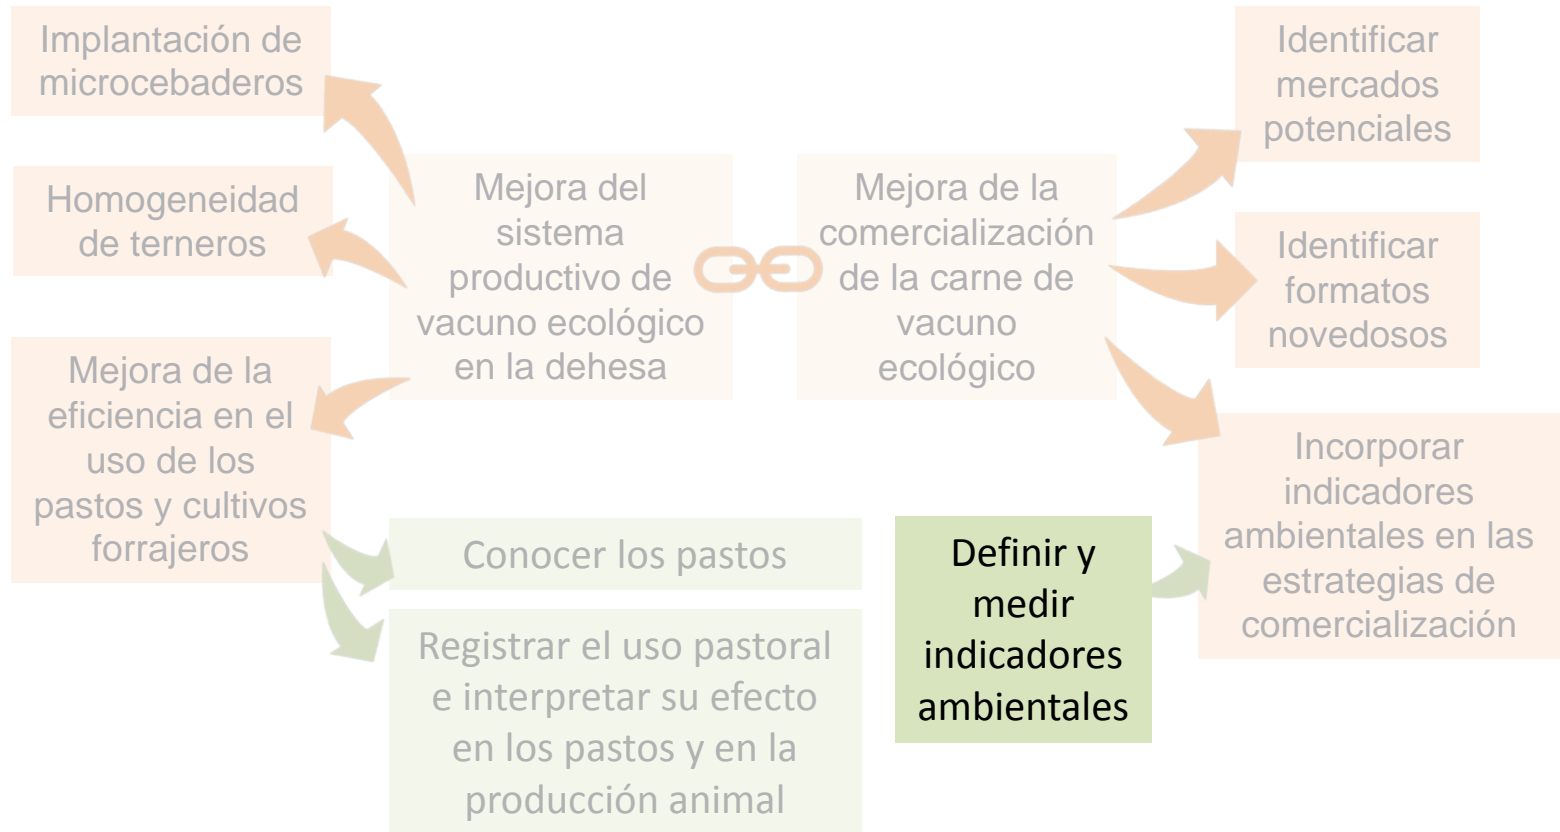 Implantación de
microcebaderos
Homogeneidad
de terneros
Mejora de la
eficiencia en el
uso de los
pastos y cultivos
forrajeros
Mejora del
sistema
productivo de
vacuno ecológico
en la dehesa
Mejora de la
comercialización
de la carne de
vacuno
ecológico
Identificar
mercados
potenciales
Identificar
formatos
novedosos
Incorporar
indicadores
ambientales en las
estrategias de
comercialización
Conocer los pastos
Registrar el uso pastoral
e interpretar su efecto
en los pastos y en la
producción animal
Definir y
medir
indicadores
ambientales